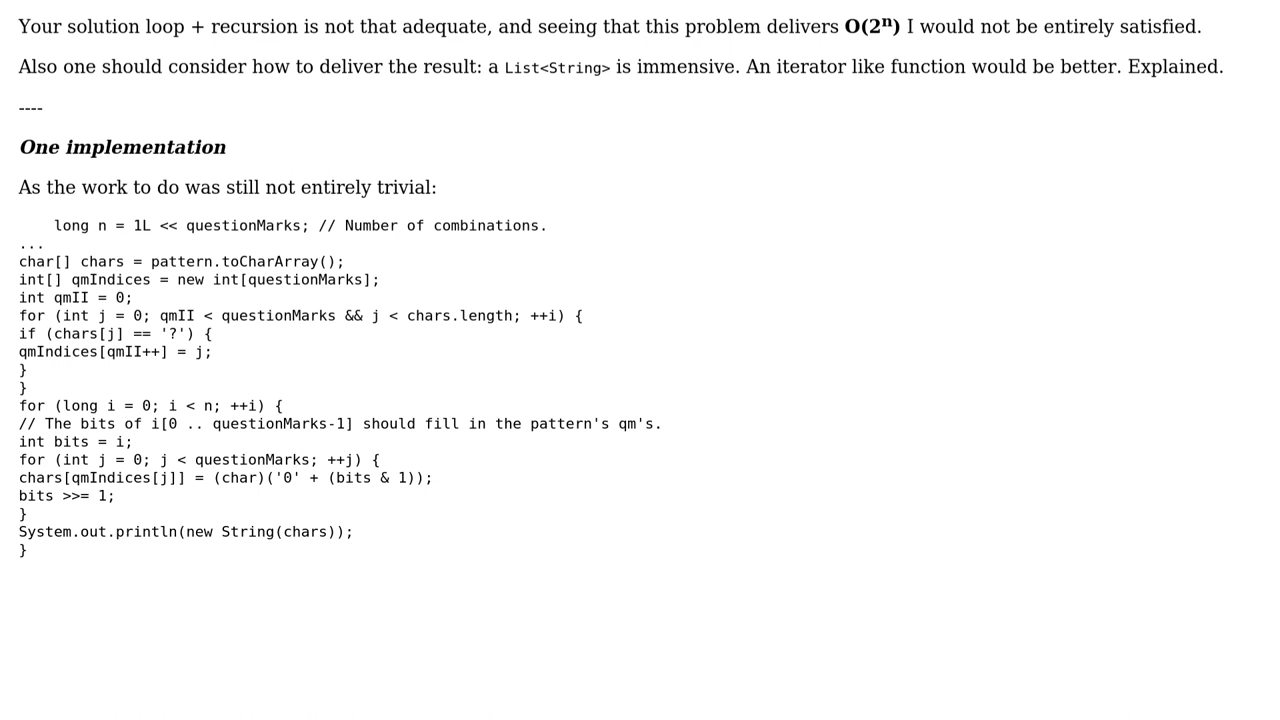 Your solution loop + recursion is not that adequate, and seeing that this problem delivers O(2ⁿ) I would not be entirely satisfied.
Also one should consider how to deliver the result: a List<String> is immensive. An iterator like function would be better. Explained.
----
One implementation
As the work to do was still not entirely trivial:
    long n = 1L << questionMarks; // Number of combinations.
...
char[] chars = pattern.toCharArray();
int[] qmIndices = new int[questionMarks];
int qmII = 0;
for (int j = 0; qmII < questionMarks && j < chars.length; ++i) {
if (chars[j] == '?') {
qmIndices[qmII++] = j;
}
}
for (long i = 0; i < n; ++i) {
// The bits of i[0 .. questionMarks-1] should fill in the pattern's qm's.
int bits = i;
for (int j = 0; j < questionMarks; ++j) {
chars[qmIndices[j]] = (char)('0' + (bits & 1));
bits >>= 1;
}
System.out.println(new String(chars));
}